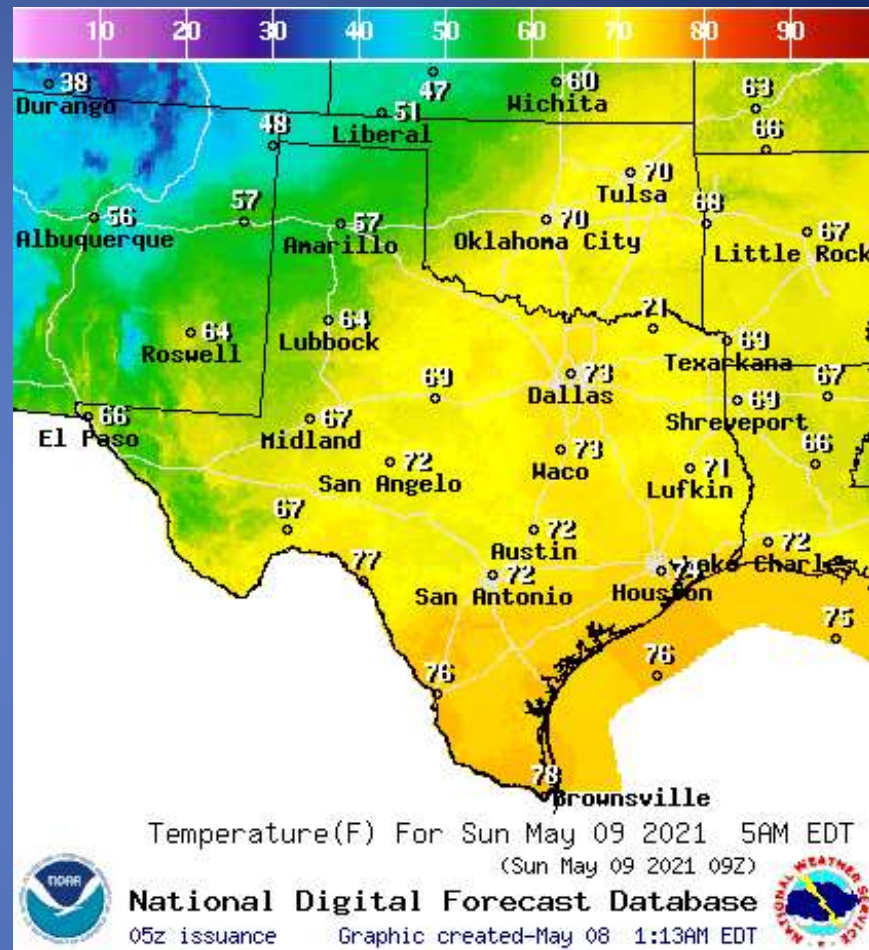 10 20 30 40 50 60 70 80 90
38
Durango
47
60
Wichita
63
51
Liberal
48
66
70
Tulsa
56
Albuquerque
57
57
Amarillo
70
Oklahoma City
68
67
Little Rock
64
Roswell
64
Lubbock
71
69
Texarkana
73
Dallas
69
69
Shreveport
67
66
El Paso
67
Midland
72
San Angelo
73
Waco
71
Lufkin
66
67
72
Austin
72
Lake Charles
77
72
San Antonio
Houston
75
76
76
78
Brownsville
Temperature(F) For Sun May 09 2021 5AM EDT
(Sun May 09 2021 09Z)
NOAA
National Digital Forecast Database
05z issuance Graphic created-May 08 1:13AM EDT
NATIONAL WEATHER SERVICE